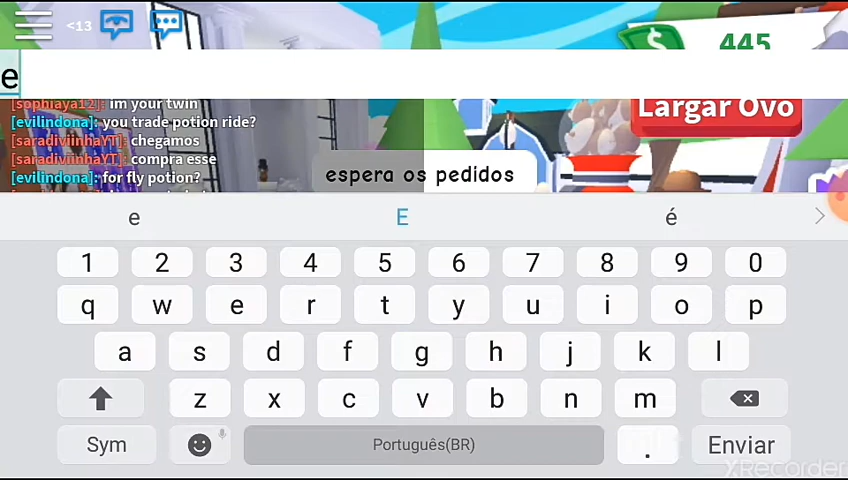 <13
445
e
[sophiaya12]: im your twin
[evilindona]: you trade potion ride?
[saradiviinhaYT]: chegamos
[saradiviinhaYT]: compra esse
[evilindona]: for fly potion?
Largar Ovo
espera os pedidos
e E é
1 2 3 4 5 6 7 8 9 0
q w e r t y u i o p
a s d f g h j k l
z x c v b n m
Sym Português(BR) . Enviar
XRecorder